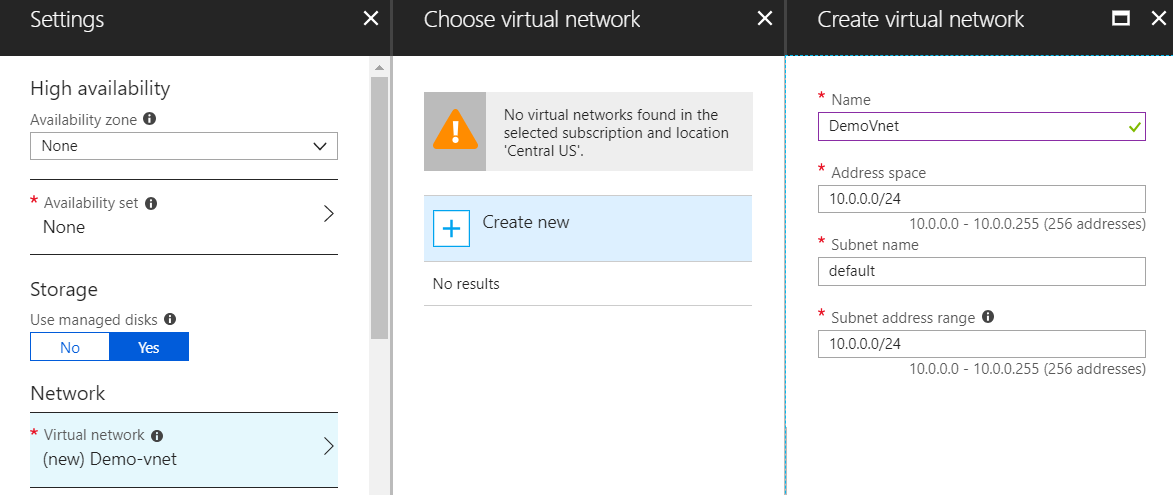 Settings
High availability
Availability zone
None
* Availability set
None
Storage
Use managed disks
No Yes
Network
* Virtual network
(new) Demo-vnet
Choose virtual network
No virtual networks found in the
selected subscription and location
'Central US'.
Create new
No results
Create virtual network
* Name
DemoVnet
* Address space
10.0.0.0/24
10.0.0.0 - 10.0.0.255 (256 addresses)
* Subnet name
default
* Subnet address range
10.0.0.0/24
10.0.0.0 - 10.0.0.255 (256 addresses)